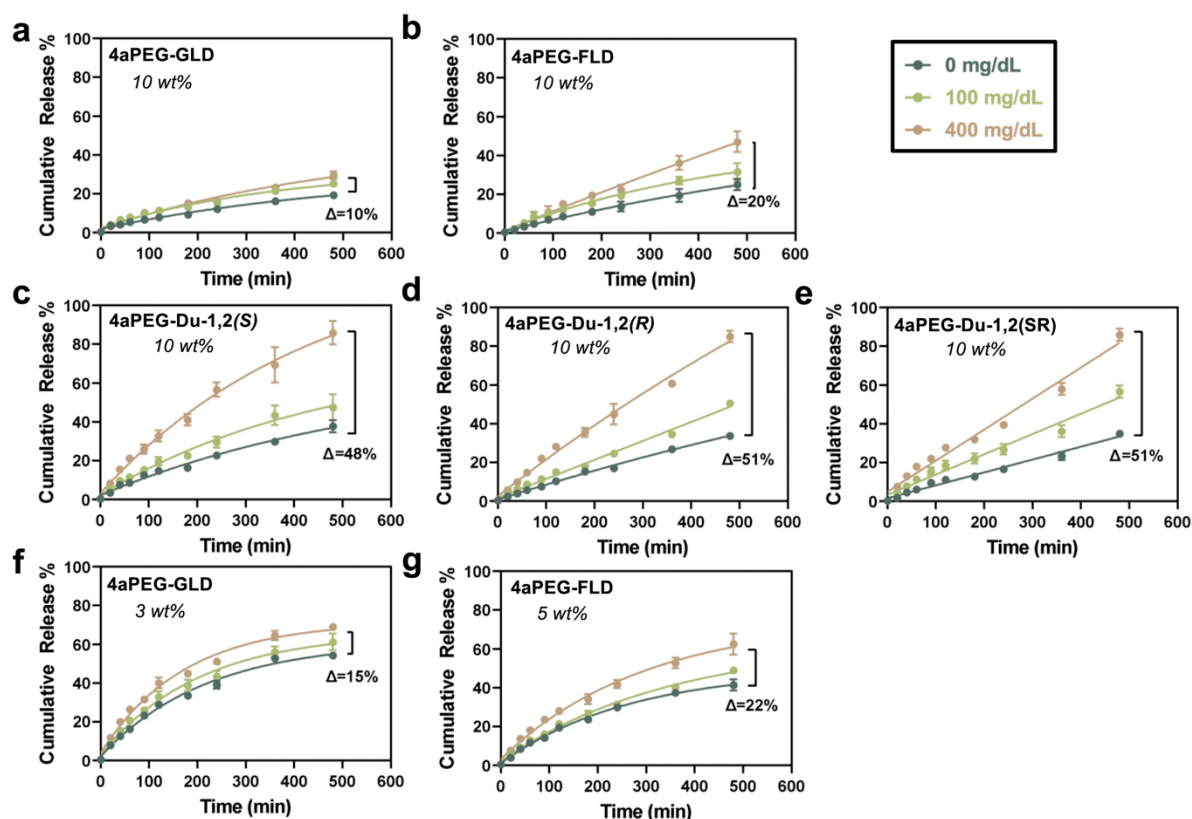 a
4aPEG-GLD
10 wt%
Cumulative Release %
100
80
60
40
20
0
0 100 200 300 400 500 600
Time (min)
Δ=10%
b
4aPEG-FLD
10 wt%
Cumulative Release %
100
80
60
40
20
0
0 100 200 300 400 500 600
Time (min)
Δ=20%
0 mg/dL
100 mg/dL
400 mg/dL
c
4aPEG-Du-1,2(S)
10 wt%
Cumulative Release %
100
80
60
40
20
0
0 100 200 300 400 500 600
Time (min)
Δ=48%
d
4aPEG-Du-1,2(R)
10 wt%
Cumulative Release %
100
80
60
40
20
0
0 100 200 300 400 500 600
Time (min)
Δ=51%
e
4aPEG-Du-1,2(SR)
10 wt%
Cumulative Release %
100
80
60
40
20
0
0 100 200 300 400 500 600
Time (min)
Δ=51%
f
4aPEG-GLD
3 wt%
Cumulative Release %
100
80
60
40
20
0
0 100 200 300 400 500 600
Time (min)
Δ=15%
g
4aPEG-FLD
5 wt%
Cumulative Release %
100
80
60
40
20
0
0 100 200 300 400 500 600
Time (min)
Δ=22%